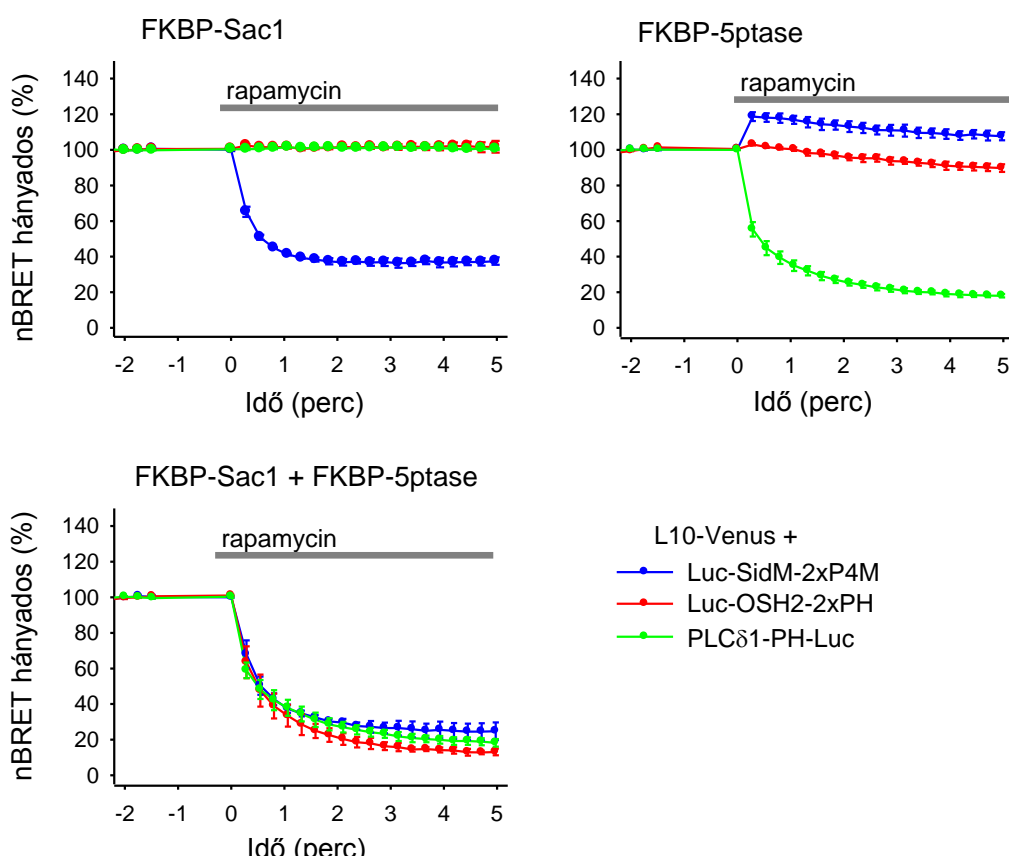 FKBP-Sac1
nBRET hányados (%)
140
120
100
80
60
40
20
0
rapamycin
-2 -1 0 1 2 3 4 5
Idő (perc)
FKBP-5ptase
140
120
100
80
60
40
20
0
rapamycin
-2 -1 0 1 2 3 4 5
Idő (perc)
FKBP-Sac1 + FKBP-5ptase
nBRET hányados (%)
140
120
100
80
60
40
20
0
rapamycin
-2 -1 0 1 2 3 4 5
Idő (perc)
L10-Venus +
Luc-SidM-2xP4M
Luc-OSH2-2xPH
PLCδ1-PH-Luc